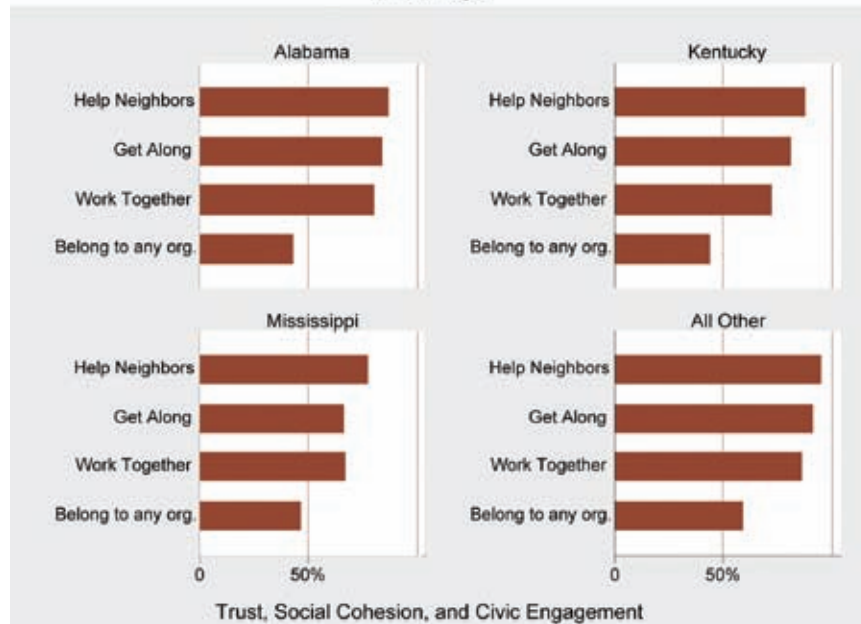 Alabama
Help Neighbors
Get Along
Work Together
Belong to any org.
Kentucky
Help Neighbors
Get Along
Work Together
Belong to any org.
Mississippi
Help Neighbors
Get Along
Work Together
Belong to any org.
0 50%
All Other
Help Neighbors
Get Along
Work Together
Belong to any org.
0 50%
Trust, Social Cohesion, and Civic Engagement